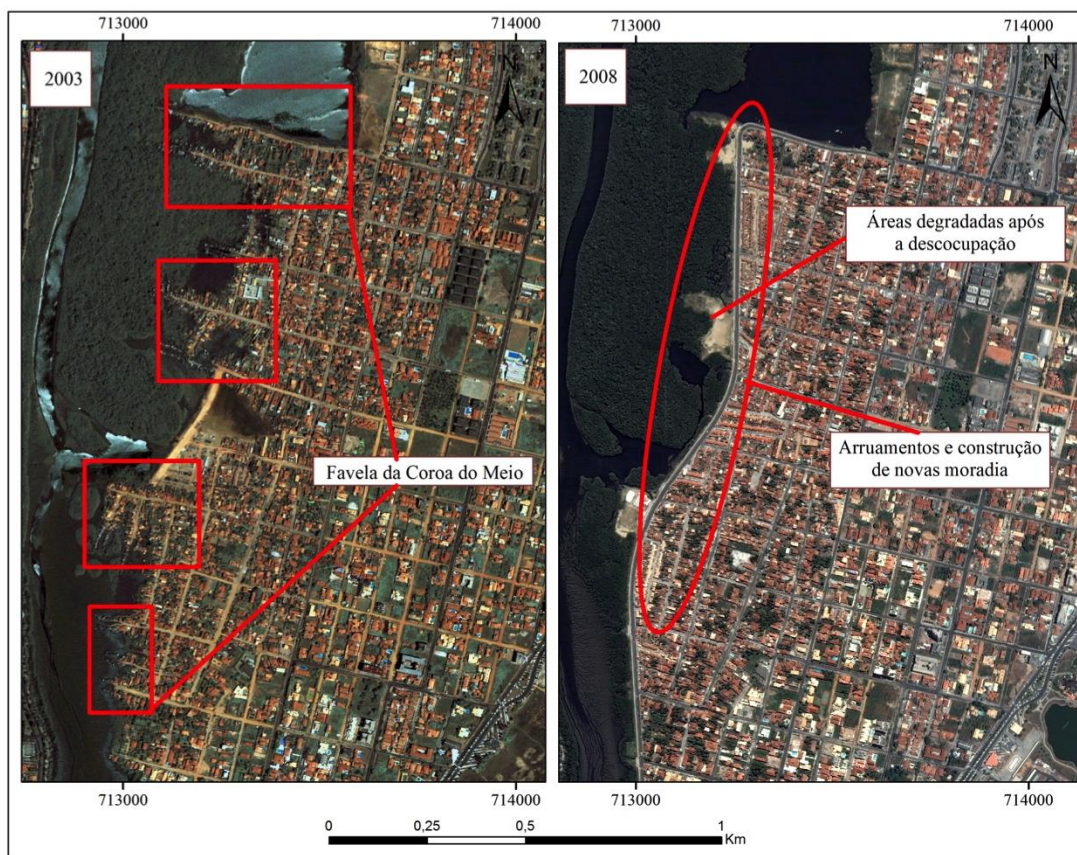 713000
714000
713000
714000
2003
N
2008
N
Áreas degradadas após
a descocupação
Favela da Coroa do Meio
Arruamentos e construção
de novas moradia
713000
714000
713000
714000
0
0,25
0,5
1
Km